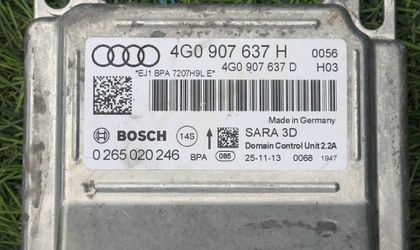 4G0 907 637 H 0056
4G0 907 637 D H03
*EJ1 BPA 7207H9L E*
Made in Germany
BOSCH 14S SARA 3D
Domain Control Unit 2.2A
0 265 020 246 BPA 085 25-11-13 0068 1947